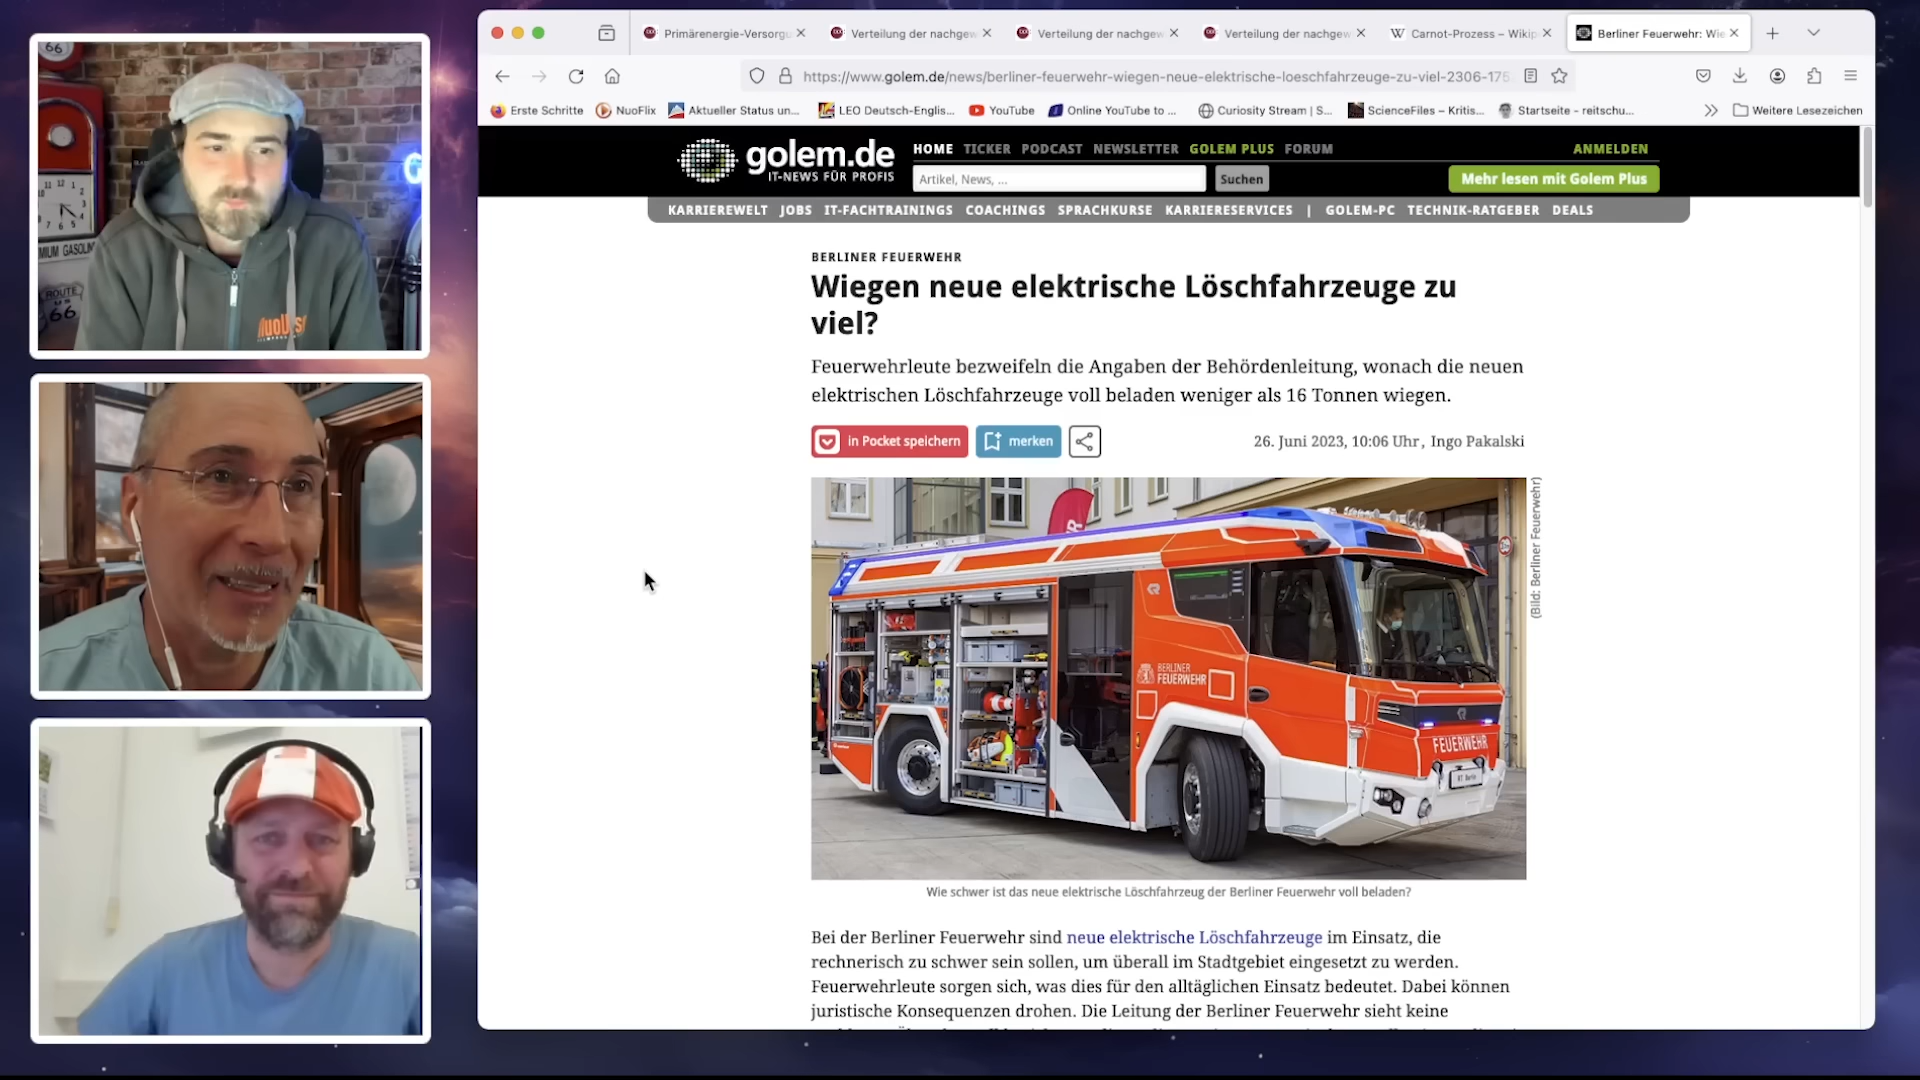 Primärenergie-Versorgu
Verteilung der nachgew
Verteilung der nachgew
Verteilung der nachgew
Carnot-Prozess – Wikip
Berliner Feuerwehr: Wie
https://www.golem.de/news/berliner-feuerwehr-wiegen-neue-elektrische-loeschfahrzeuge-zu-viel-2306-175
Erste Schritte
NuoFlix
Aktueller Status un...
LEO Deutsch-Englis...
YouTube
Online YouTube to ...
Curiosity Stream | S...
ScienceFiles – Kritis...
Startseite - reitschu...
Weitere Lesezeichen
golem.de
IT-NEWS FÜR PROFIS
HOME TICKER PODCAST NEWSLETTER GOLEM PLUS FORUM
ANMELDEN
Artikel, News, ...
Suchen
Mehr lesen mit Golem Plus
KARRIEREWELT JOBS IT-FACHTRAININGS COACHINGS SPRACHKURSE KARRIERESERVICES | GOLEM-PC TECHNIK-RATGEBER DEALS
BERLINER FEUERWEHR
Wiegen neue elektrische Löschfahrzeuge zu
viel?
Feuerwehrleute bezweifeln die Angaben der Behördenleitung, wonach die neuen
elektrischen Löschfahrzeuge voll beladen weniger als 16 Tonnen wiegen.
in Pocket speichern
merken
26. Juni 2023, 10:06 Uhr, Ingo Pakalski
(Bild: Berliner Feuerwehr)
BERLINER
FEUERWEHR
FEUERWEHR
Wie schwer ist das neue elektrische Löschfahrzeug der Berliner Feuerwehr voll beladen?
Bei der Berliner Feuerwehr sind neue elektrische Löschfahrzeuge im Einsatz, die
rechnerisch zu schwer sein sollen, um überall im Stadtgebiet eingesetzt zu werden.
Feuerwehrleute sorgen sich, was dies für den alltäglichen Einsatz bedeutet. Dabei können
juristische Konsequenzen drohen. Die Leitung der Berliner Feuerwehr sieht keine
66
ROUTE
66